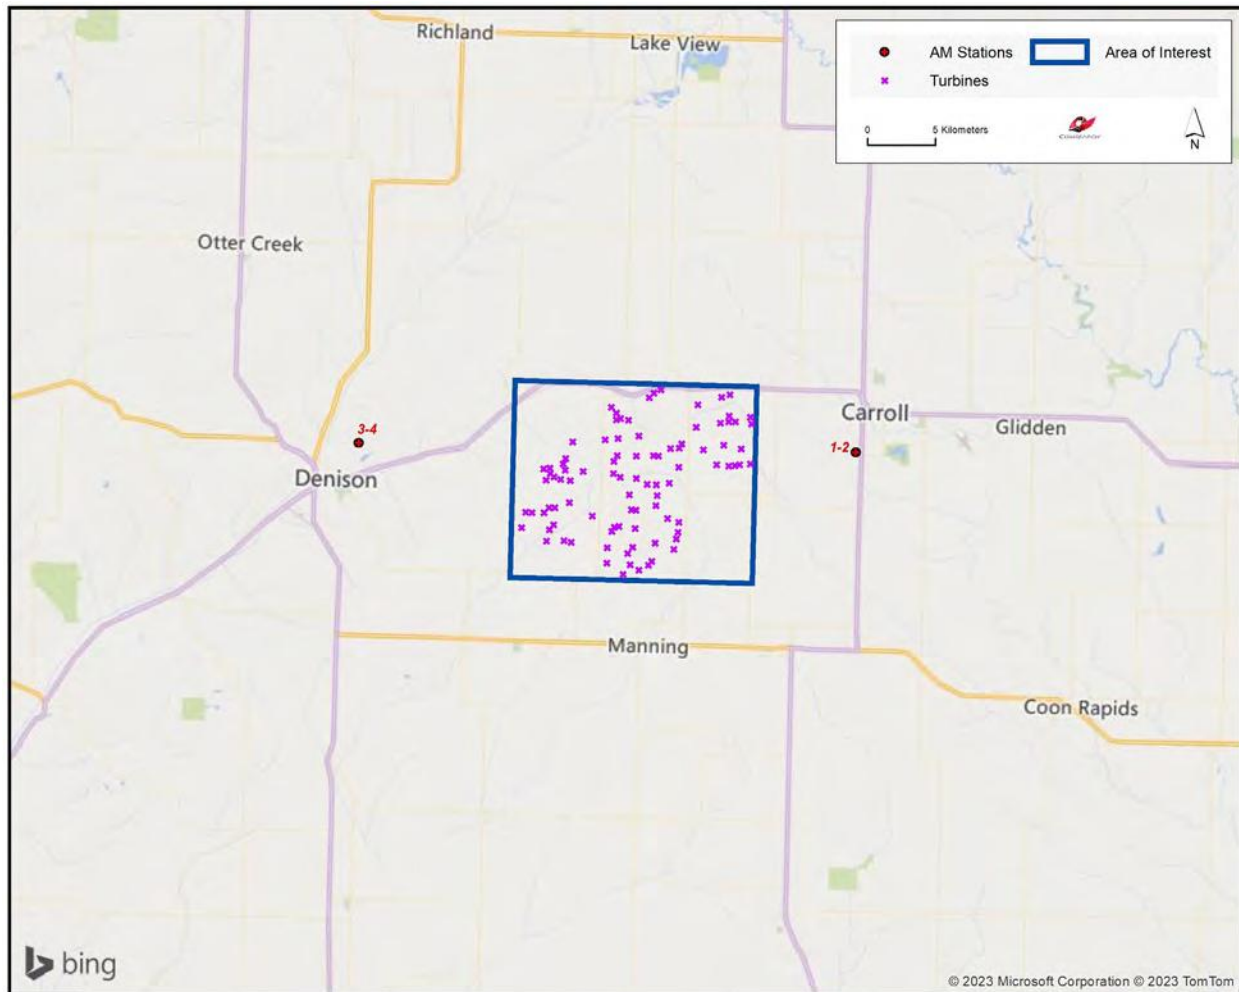 Richland
Lake View
AM Stations
Area of Interest
Turbines
0
5 Kilometers
COMSEARCH
N
Otter Creek
3-4
Denison
Carroll
1-2
Glidden
Manning
Coon Rapids
bing
© 2023 Microsoft Corporation © 2023 TomTom